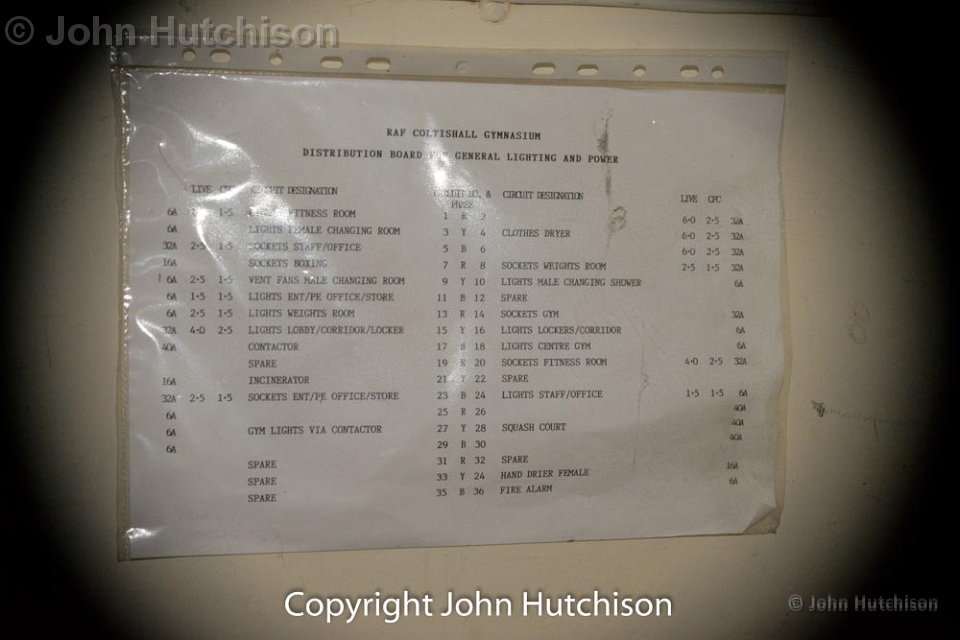 © John Hutchison
RAF COLTISHALL GYMNASIUM
DISTRIBUTION BOARD GENERAL LIGHTING AND POWER
LIVE CPC CIRCUIT DESIGNATION CIRCUIT NO. & PHASE CIRCUIT DESIGNATION LIVE CPC
6A 1·5 FITNESS ROOM 1 R 2 6·0 2·5 32A
6A LIGHTS FEMALE CHANGING ROOM 3 Y 4 CLOTHES DRYER 6·0 2·5 32A
32A 2·5 1·5 SOCKETS STAFF/OFFICE 5 B 6 6·0 2·5 32A
16A SOCKETS BOXING 7 R 8 SOCKETS WEIGHTS ROOM 2·5 1·5 32A
6A 2·5 1·5 VENT FANS MALE CHANGING ROOM 9 Y 10 LIGHTS MALE CHANGING SHOWER 6A
6A 1·5 1·5 LIGHTS ENT/PE OFFICE/STORE 11 B 12 SPARE
6A 2·5 1·5 LIGHTS WEIGHTS ROOM 13 R 14 SOCKETS GYM 32A
32A 4·0 2·5 LIGHTS LOBBY/CORRIDOR/LOCKER 15 Y 16 LIGHTS LOCKERS/CORRIDOR 6A
40A CONTACTOR 17 B 18 LIGHTS CENTRE GYM 6A
SPARE 19 R 20 SOCKETS FITNESS ROOM 4·0 2·5 32A
16A INCINERATOR 21 Y 22 SPARE
32A 2·5 1·5 SOCKETS ENT/PE OFFICE/STORE 23 B 24 LIGHTS STAFF/OFFICE 1·5 1·5 6A
6A 25 R 26 40A
6A GYM LIGHTS VIA CONTACTOR 27 Y 28 SQUASH COURT 40A
6A 29 B 30 40A
SPARE 31 R 32 SPARE
SPARE 33 Y 24 HAND DRIER FEMALE 16A
SPARE 35 B 36 FIRE ALARM 6A
Copyright John Hutchison
© John Hutchison